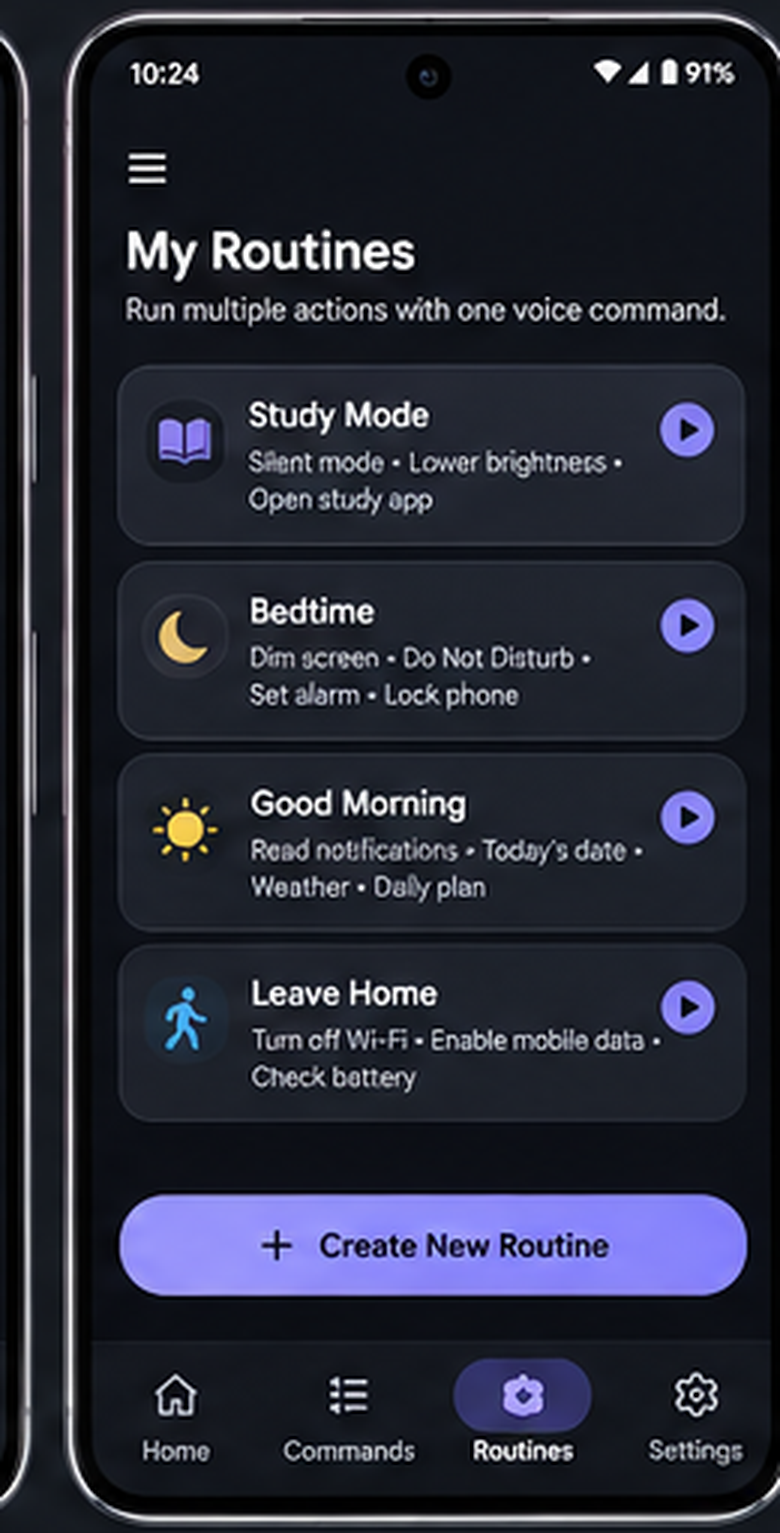 10:24
91%
My Routines
Run multiple actions with one voice command.
Study Mode
Silent mode • Lower brightness •
Open study app
Bedtime
Dim screen • Do Not Disturb •
Set alarm • Lock phone
Good Morning
Read notifications • Today's date •
Weather • Daily plan
Leave Home
Turn off Wi-Fi • Enable mobile data •
Check battery
+ Create New Routine
Home
Commands
Routines
Settings